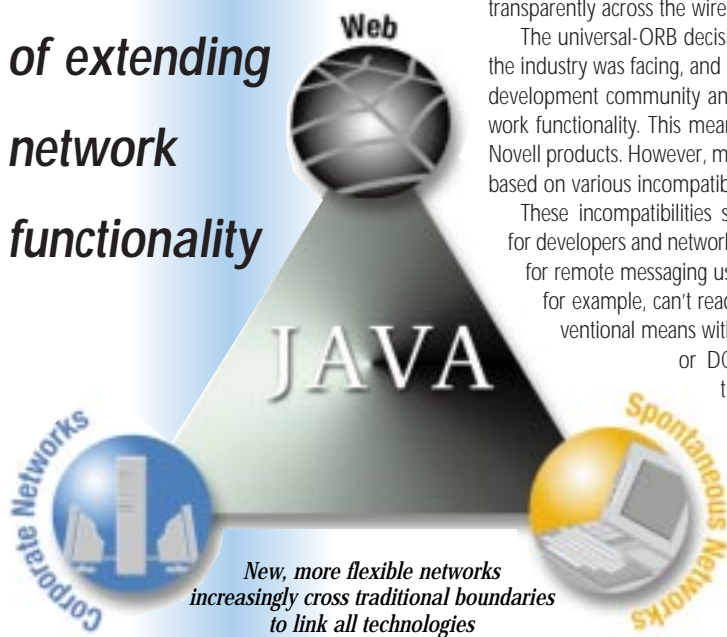 of extending
network
functionality
Web
JAVA
Corporate Networks
Spontaneous Networks
New, more flexible networks
increasingly cross traditional boundaries
to link all technologies
transparently across the wire
The universal-ORB decis
the industry was facing, and
development community an
work functionality. This mear
Novell products. However, m
based on various incompatib
These incompatibilities s
for developers and network
for remote messaging us
for example, can't read
ventional means with
or DC
t